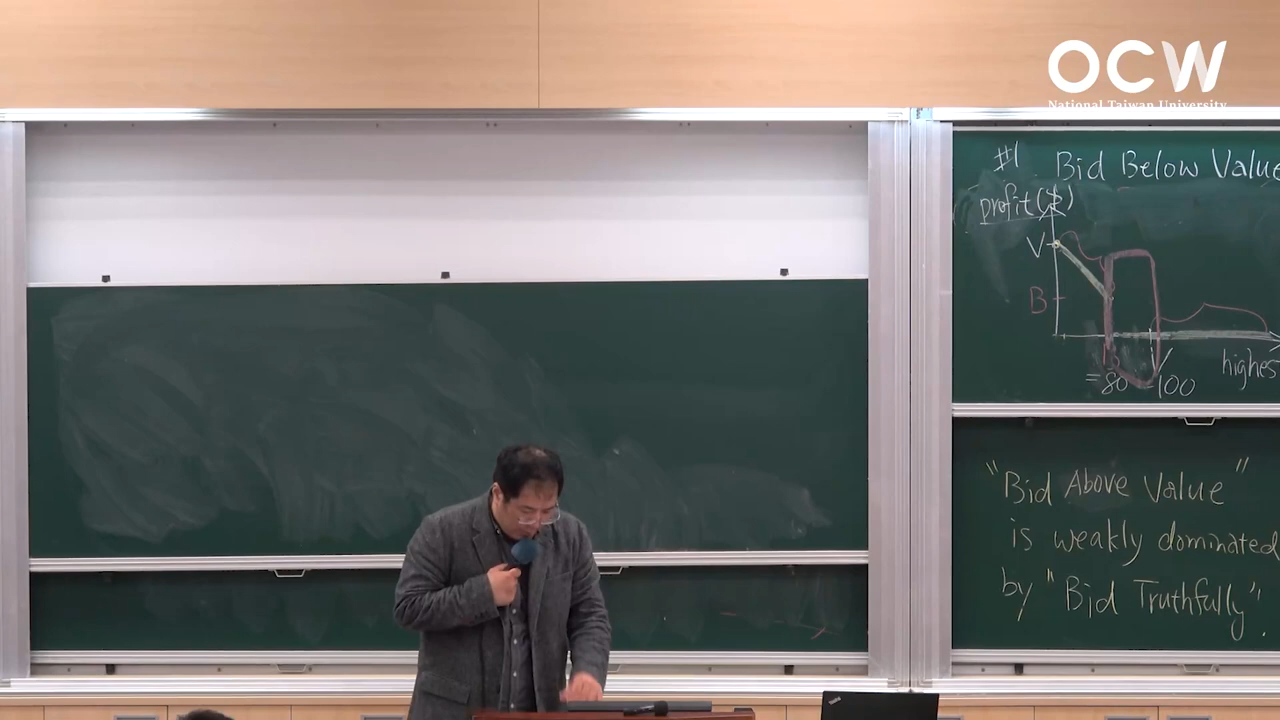 OCW
National Taiwan University
#1 Bid Below Value
profit($)
V
B
=80 =100
highes
"Bid Above Value"
is weakly dominated
by "Bid Truthfully".